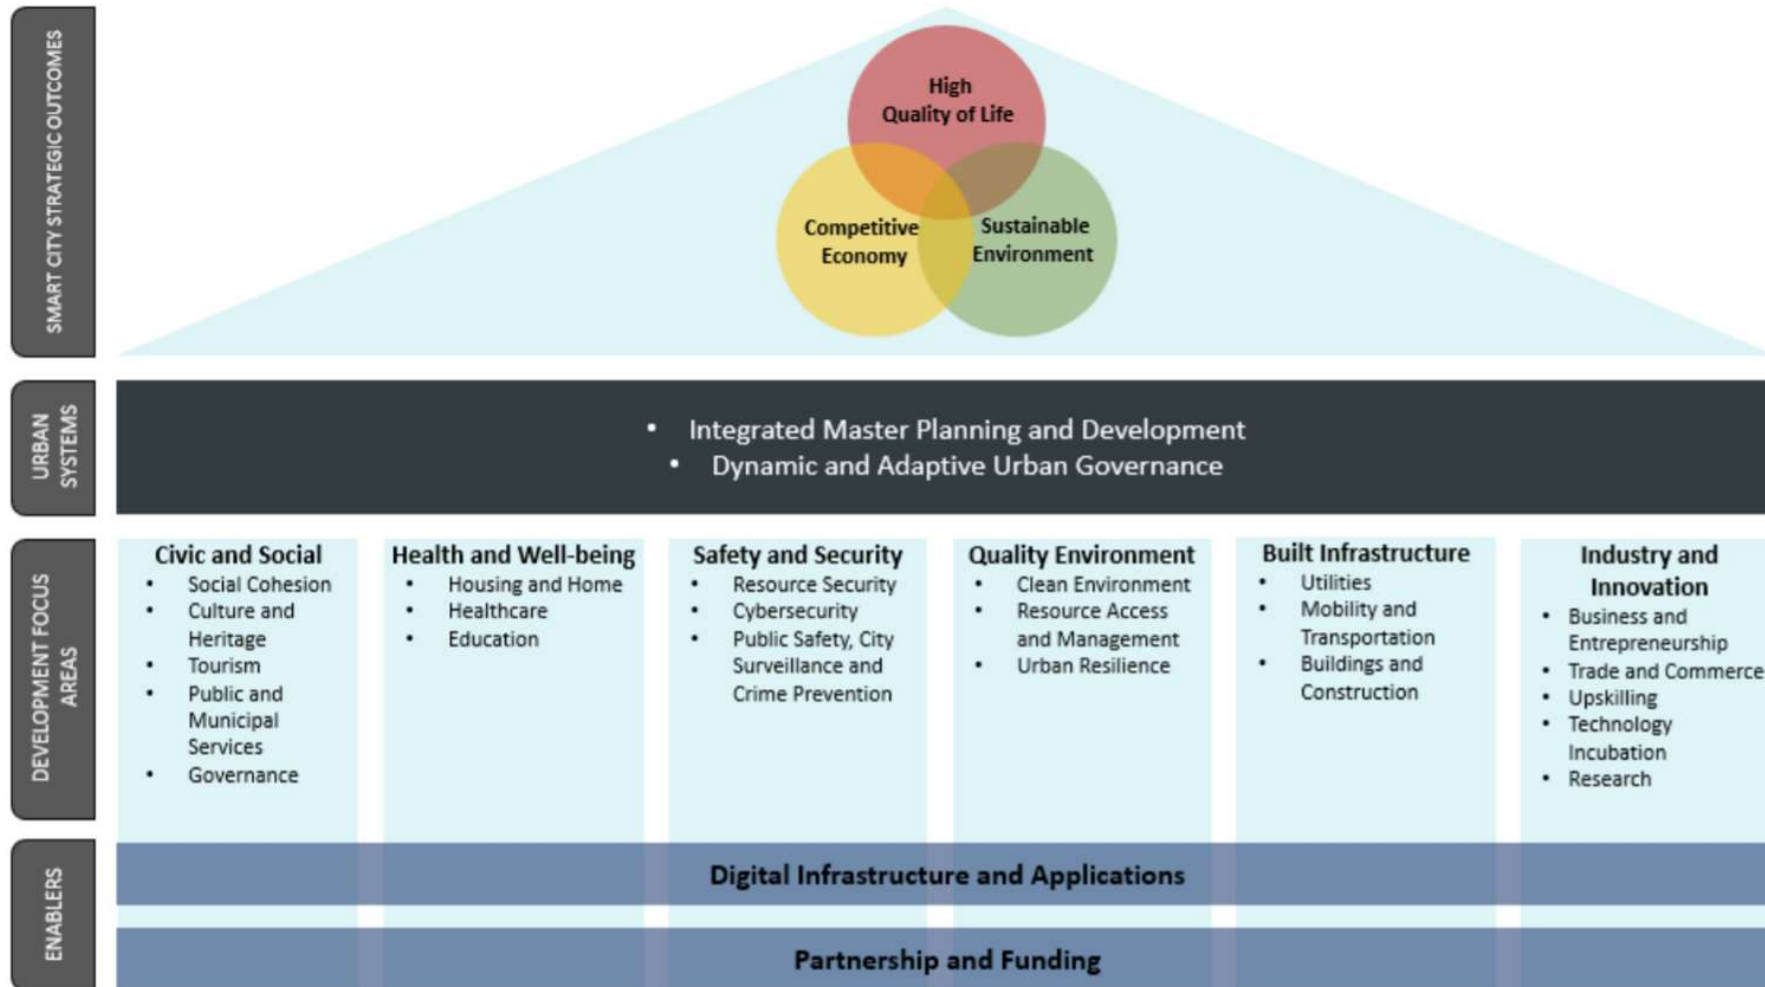 SMART CITY STRATEGIC OUTCOMES
High
Quality of Life
Competitive
Economy
Sustainable
Environment
URBAN
SYSTEMS
• Integrated Master Planning and Development
• Dynamic and Adaptive Urban Governance
DEVELOPMENT FOCUS
AREAS
Civic and Social
• Social Cohesion
• Culture and
Heritage
• Tourism
• Public and
Municipal
Services
• Governance
Health and Well-being
• Housing and Home
• Healthcare
• Education
Safety and Security
• Resource Security
• Cybersecurity
• Public Safety, City
Surveillance and
Crime Prevention
Quality Environment
• Clean Environment
• Resource Access
and Management
• Urban Resilience
Built Infrastructure
• Utilities
• Mobility and
Transportation
• Buildings and
Construction
Industry and
Innovation
• Business and
Entrepreneurship
• Trade and Commerce
• Upskilling
• Technology
Incubation
• Research
ENABLERS
Digital Infrastructure and Applications
Partnership and Funding